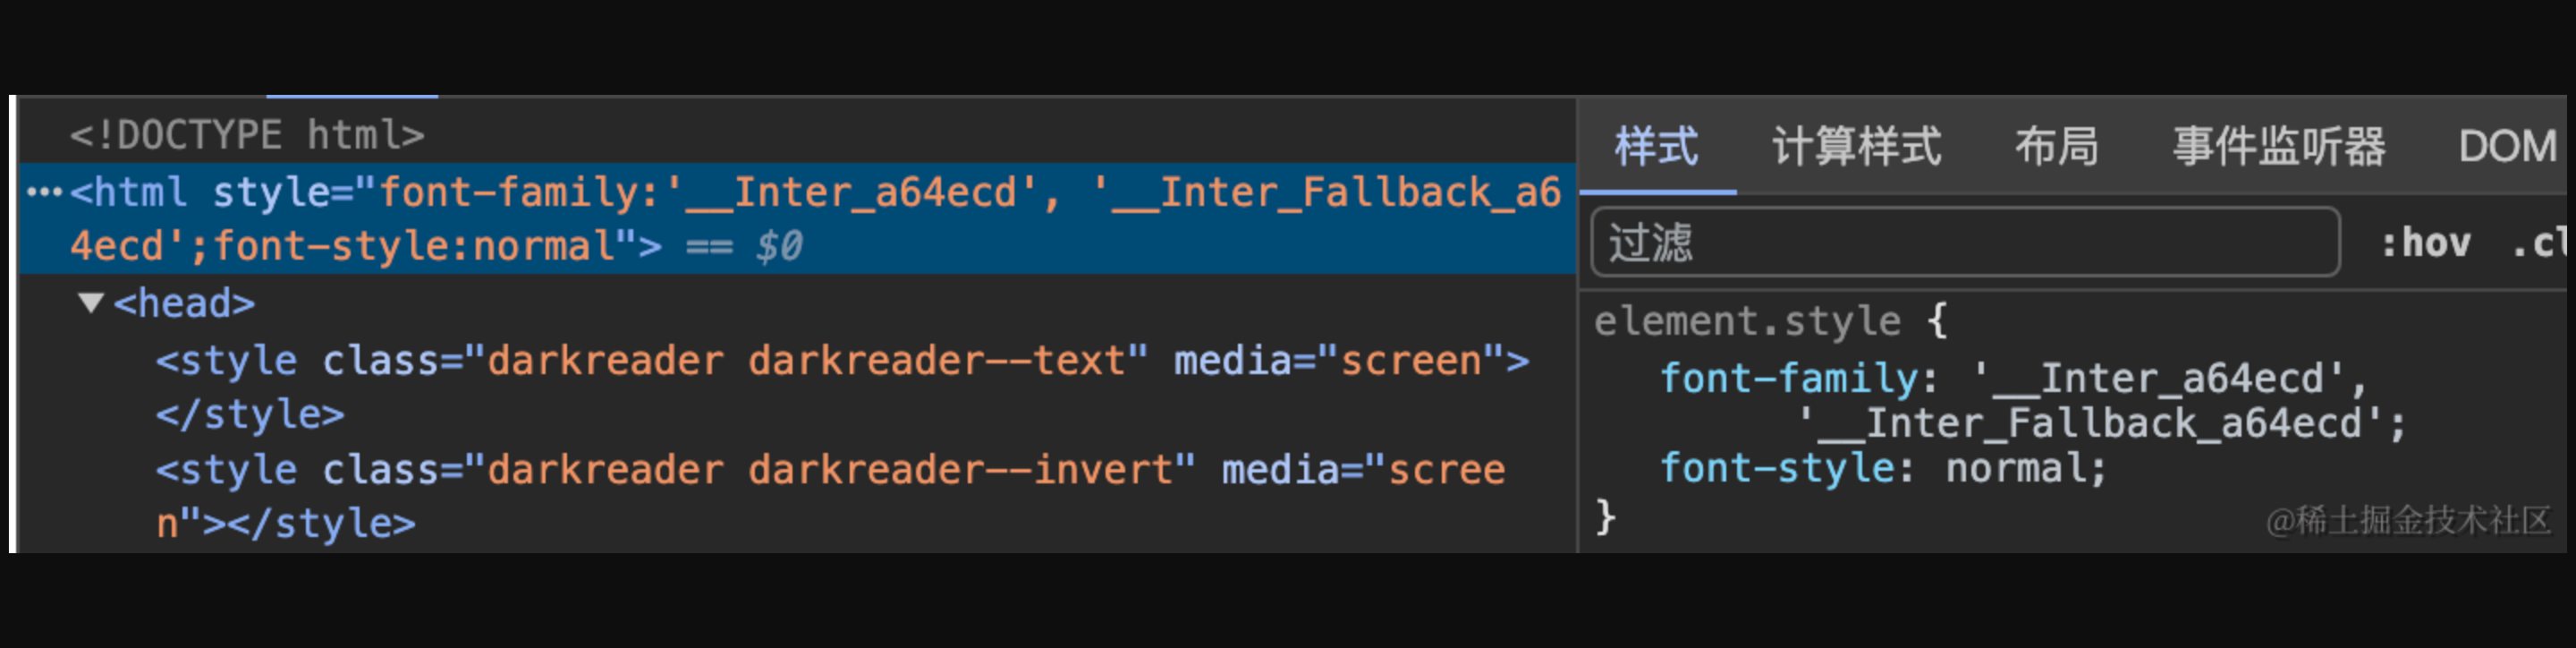 <!DOCTYPE html>
···<html style="font-family:'__Inter_a64ecd', '__Inter_Fallback_a6
4ecd';font-style:normal"> == $0
▼<head>
<style class="darkreader darkreader--text" media="screen">
</style>
<style class="darkreader darkreader--invert" media="scree
n"></style>
样式 计算样式 布局 事件监听器 DOM
过滤 :hov .cl
element.style {
font-family: '__Inter_a64ecd',
'__Inter_Fallback_a64ecd';
font-style: normal;
}
@稀土掘金技术社区